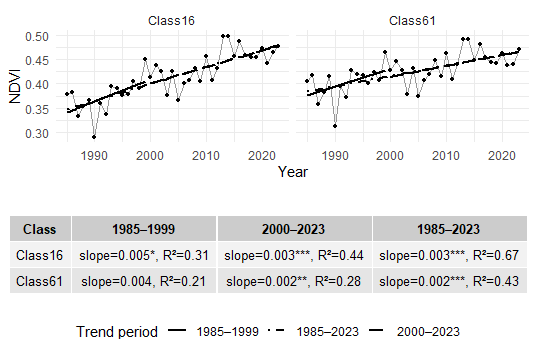 Class16 Class61
NDVI
0.50
0.45
0.40
0.35
0.30
1990 2000 2010 2020 1990 2000 2010 2020
Year
Class 1985–1999 2000–2023 1985–2023
Class16 slope=0.005*, R²=0.31 slope=0.003***, R²=0.44 slope=0.003***, R²=0.67
Class61 slope=0.004, R²=0.21 slope=0.002**, R²=0.28 slope=0.002***, R²=0.43
Trend period 1985–1999 1985–2023 2000–2023